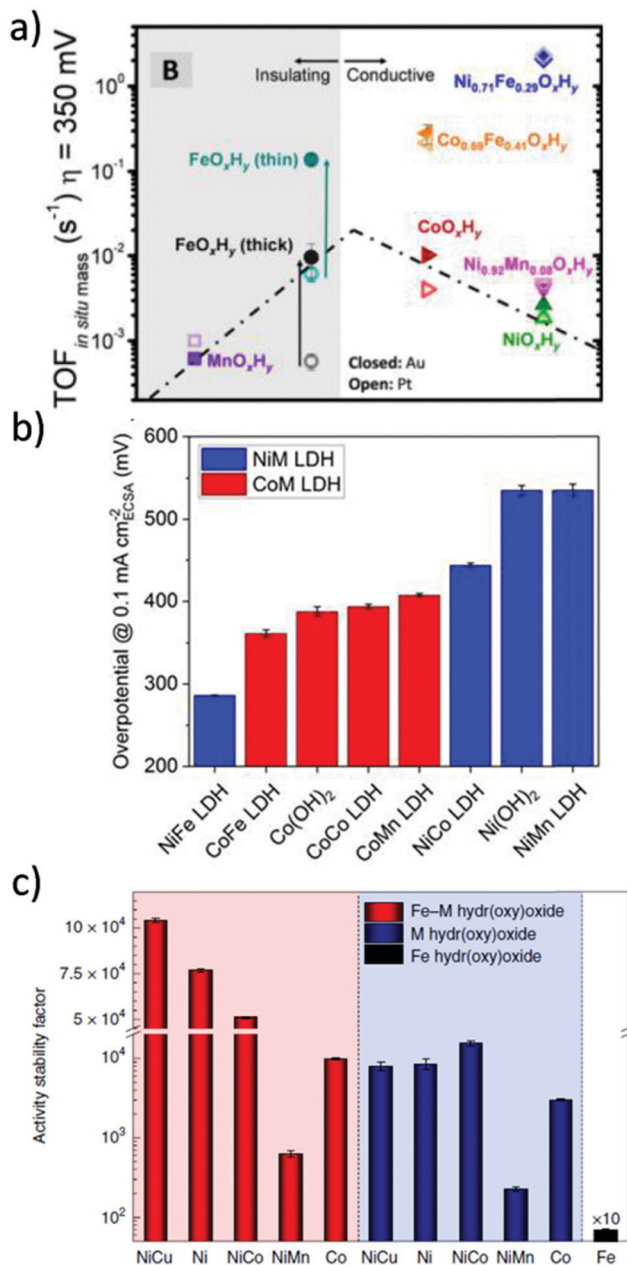 a)
B
Insulating
Conductive
Ni0.71Fe0.29OxHy
FeOxHy (thin)
Co0.59Fe0.41OxHy
FeOxHy (thick)
CoOxHy
Ni0.92Mn0.08OxHy
MnOxHy
NiOxHy
Closed: Au
Open: Pt
10^0
10^-1
10^-2
10^-3
TOF in situ mass (s^-1) η = 350 mV
b)
NiM LDH
CoM LDH
600
500
400
300
200
Overpotential @ 0.1 mA cm^-2 ECSA (mV)
NiFe LDH
CoFe LDH
Co(OH)2
CoCo LDH
CoMn LDH
NiCo LDH
Ni(OH)2
NiMn LDH
c)
Fe–M hydr(oxy)oxide
M hydr(oxy)oxide
Fe hydr(oxy)oxide
10 × 10^4
7.5 × 10^4
5 × 10^4
10^4
10^3
10^2
Activity stability factor
×10
NiCu Ni NiCo NiMn Co NiCu Ni NiCo NiMn Co Fe